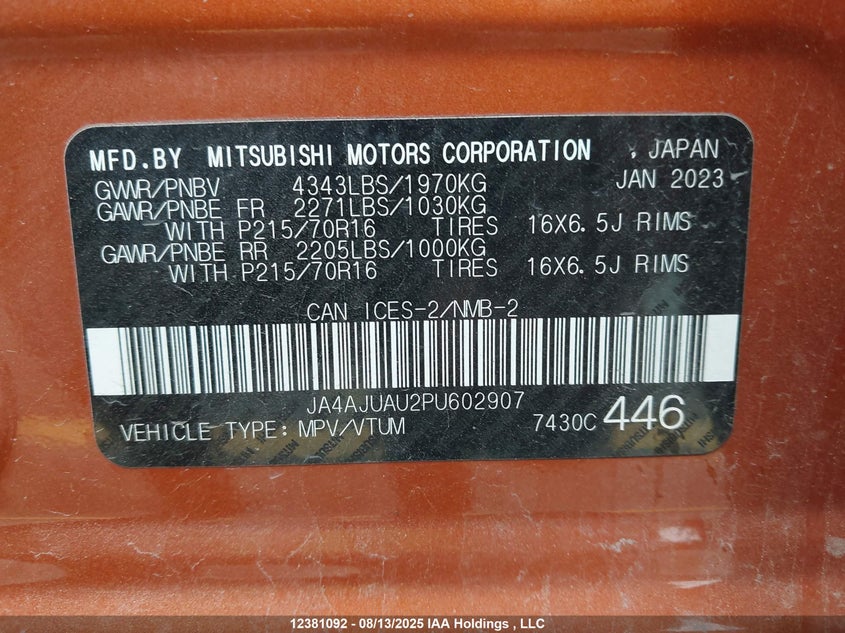 MFD.BY MITSUBISHI MOTORS CORPORATION , JAPAN
GVWR/PNBV 4343LBS/1970KG JAN 2023
GAWR/PNBE FR 2271LBS/1030KG
WITH P215/70R16 TIRES 16X6.5J RIMS
GAWR/PNBE RR 2205LBS/1000KG
WITH P215/70R16 TIRES 16X6.5J RIMS
CAN ICES-2/NMB-2
JA4AJUAU2PU602907
VEHICLE TYPE: MPV/VTUM 7430C 446
12381092 - 08/13/2025 IAA Holdings , LLC